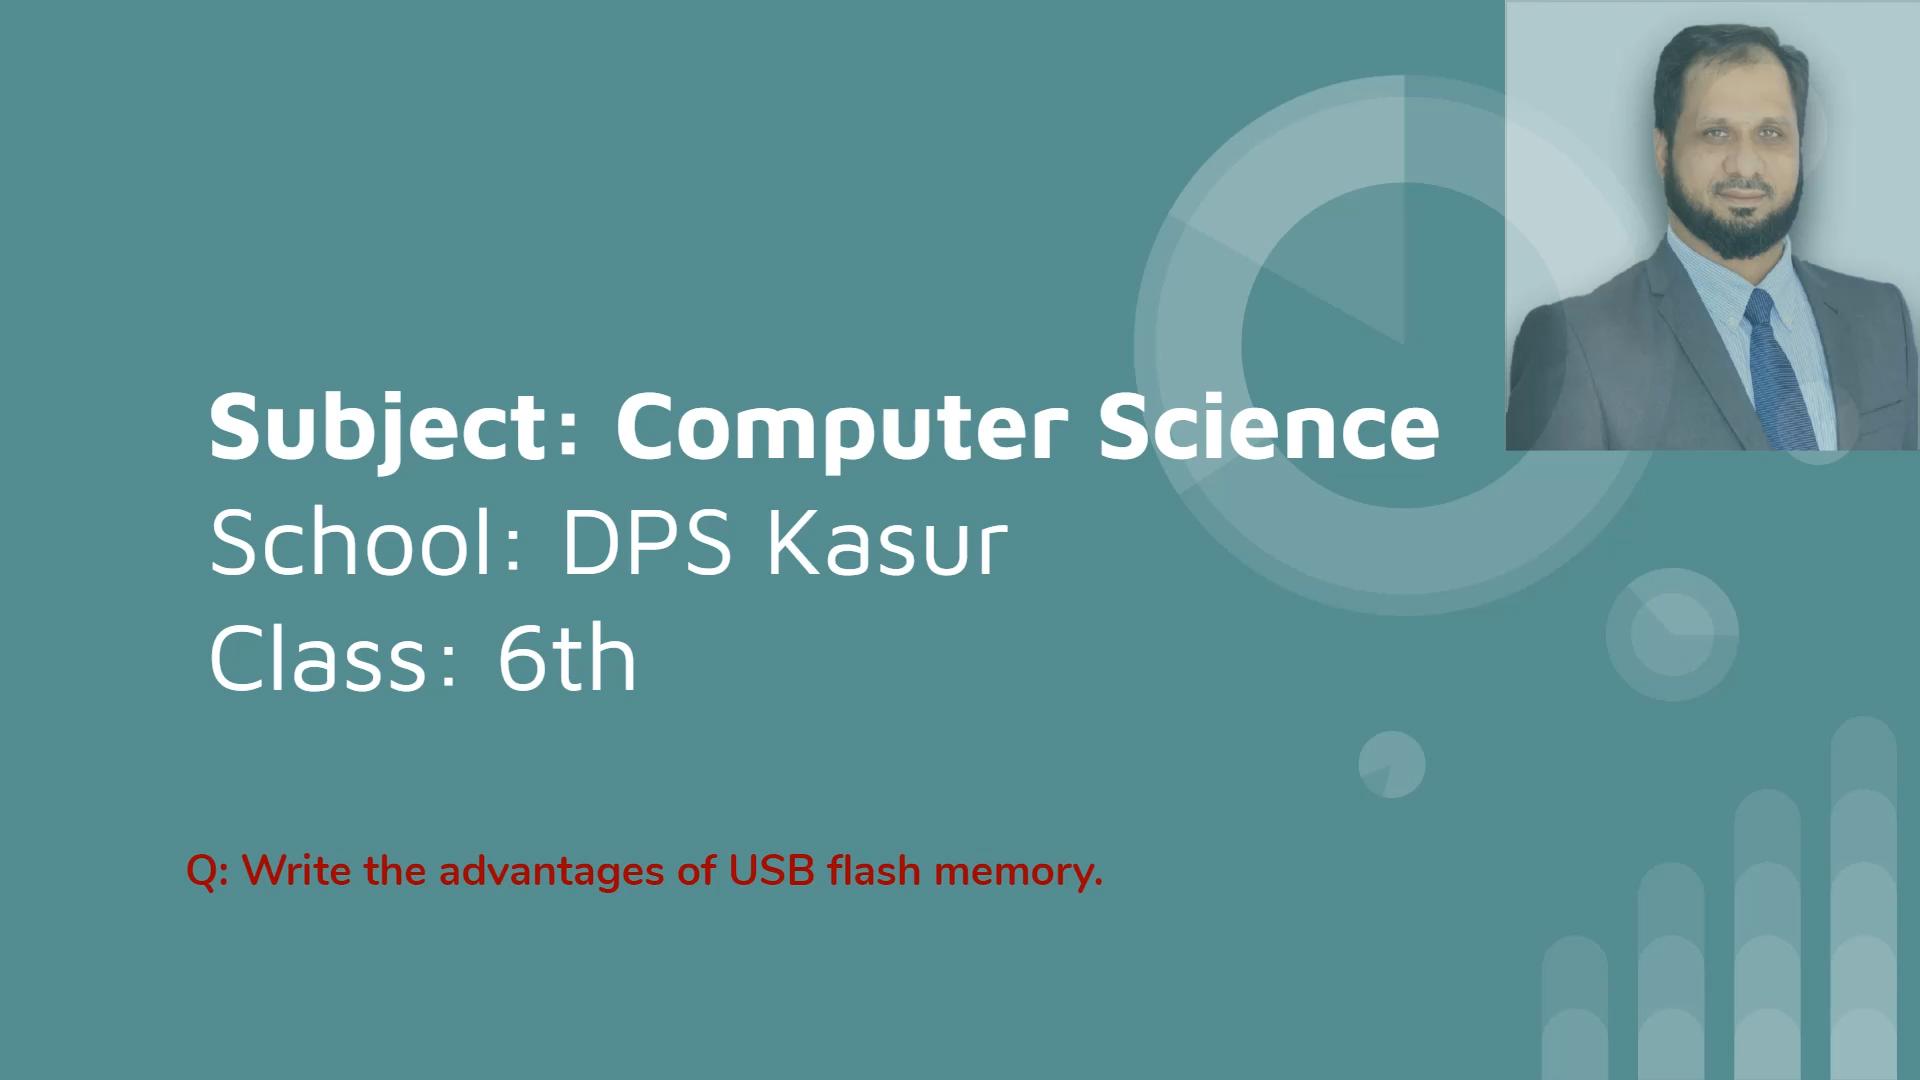 Subject: Computer Science
School: DPS Kasur
Class: 6th
Q: Write the advantages of USB flash memory.